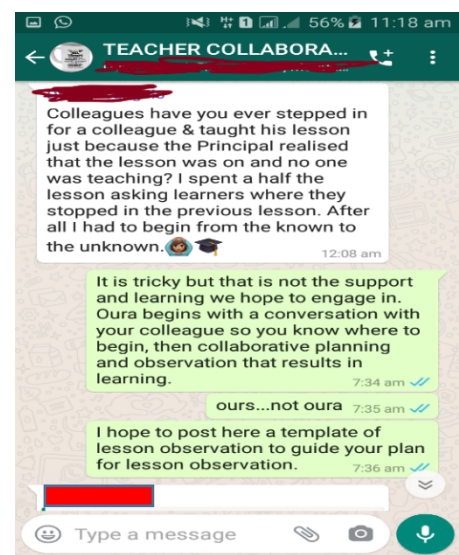 56% 11:18 am
TEACHER COLLABORA...
Colleagues have you ever stepped in
for a colleague & taught his lesson
just because the Principal realised
that the lesson was on and no one
was teaching? I spent a half the
lesson asking learners where they
stopped in the previous lesson. After
all I had to begin from the known to
the unknown.
12:08 am
It is tricky but that is not the support
and learning we hope to engage in.
Oura begins with a conversation with
your colleague so you know where to
begin, then collaborative planning
and observation that results in
learning.
7:34 am
ours...not oura 7:35 am
I hope to post here a template of
lesson observation to guide your plan
for lesson observation.
7:36 am
Type a message